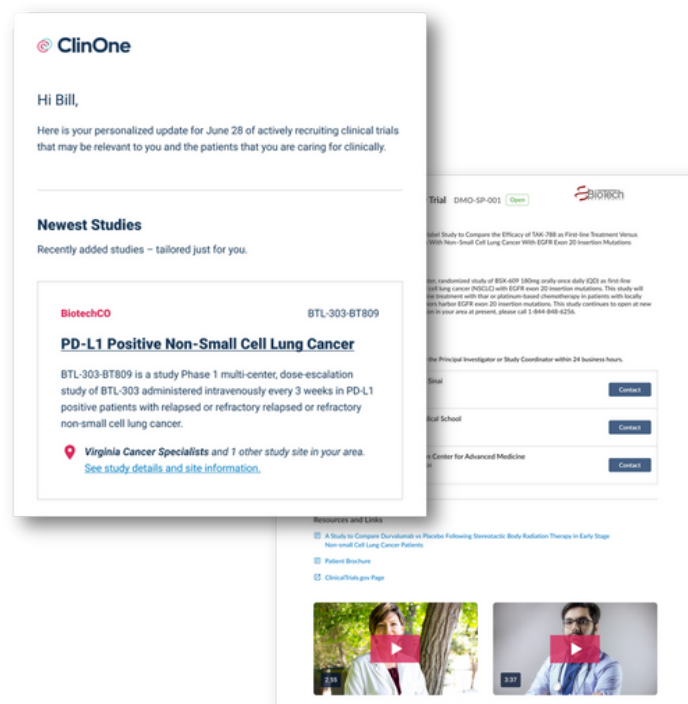 ClinOne
Hi Bill,
Here is your personalized update for June 28 of actively recruiting clinical trials
that may be relevant to you and the patients that you are caring for clinically.
Newest Studies
Recently added studies – tailored just for you.
BiotechCO
BTL-303-BT809
PD-L1 Positive Non-Small Cell Lung Cancer
BTL-303-BT809 is a study Phase 1 multi-center, dose-escalation
study of BTL-303 administered intravenously every 3 weeks in PD-L1
positive patients with relapsed or refractory relapsed or refractory
non-small cell lung cancer.
Virginia Cancer Specialists and 1 other study site in your area.
See study details and site information.
Trial DMO-SP-001 Open
BIOTECH
label Study to Compare the Efficacy of TAK-788 as First-line Treatment Versus
With Non-Small Cell Lung Cancer With EGFR Exon 20 Insertion Mutations
randomized study of BSX-609 180mg orally once daily (QD) as first-line
cell lung cancer (NSCLC) with EGFR exon 20 insertion mutations. This study will
treatment with thar or platinum-based chemotherapy in patients with locally
harbor EGFR exon 20 insertion mutations. This study continues to open at new
in your area at present, please call 1-844-848-6256.
the Principal Investigator or Study Coordinator within 24 business hours.
Sinai
Contact
School
Contact
Center for Advanced Medicine
Contact
Resources and Links
A Study to Compare Durvalumab vs Placebo Following Stereotactic Body Radiation Therapy in Early Stage
Non-small Cell Lung Cancer Patients
Patient Brochure
ClinicalTrials.gov Page
2:55
3:37